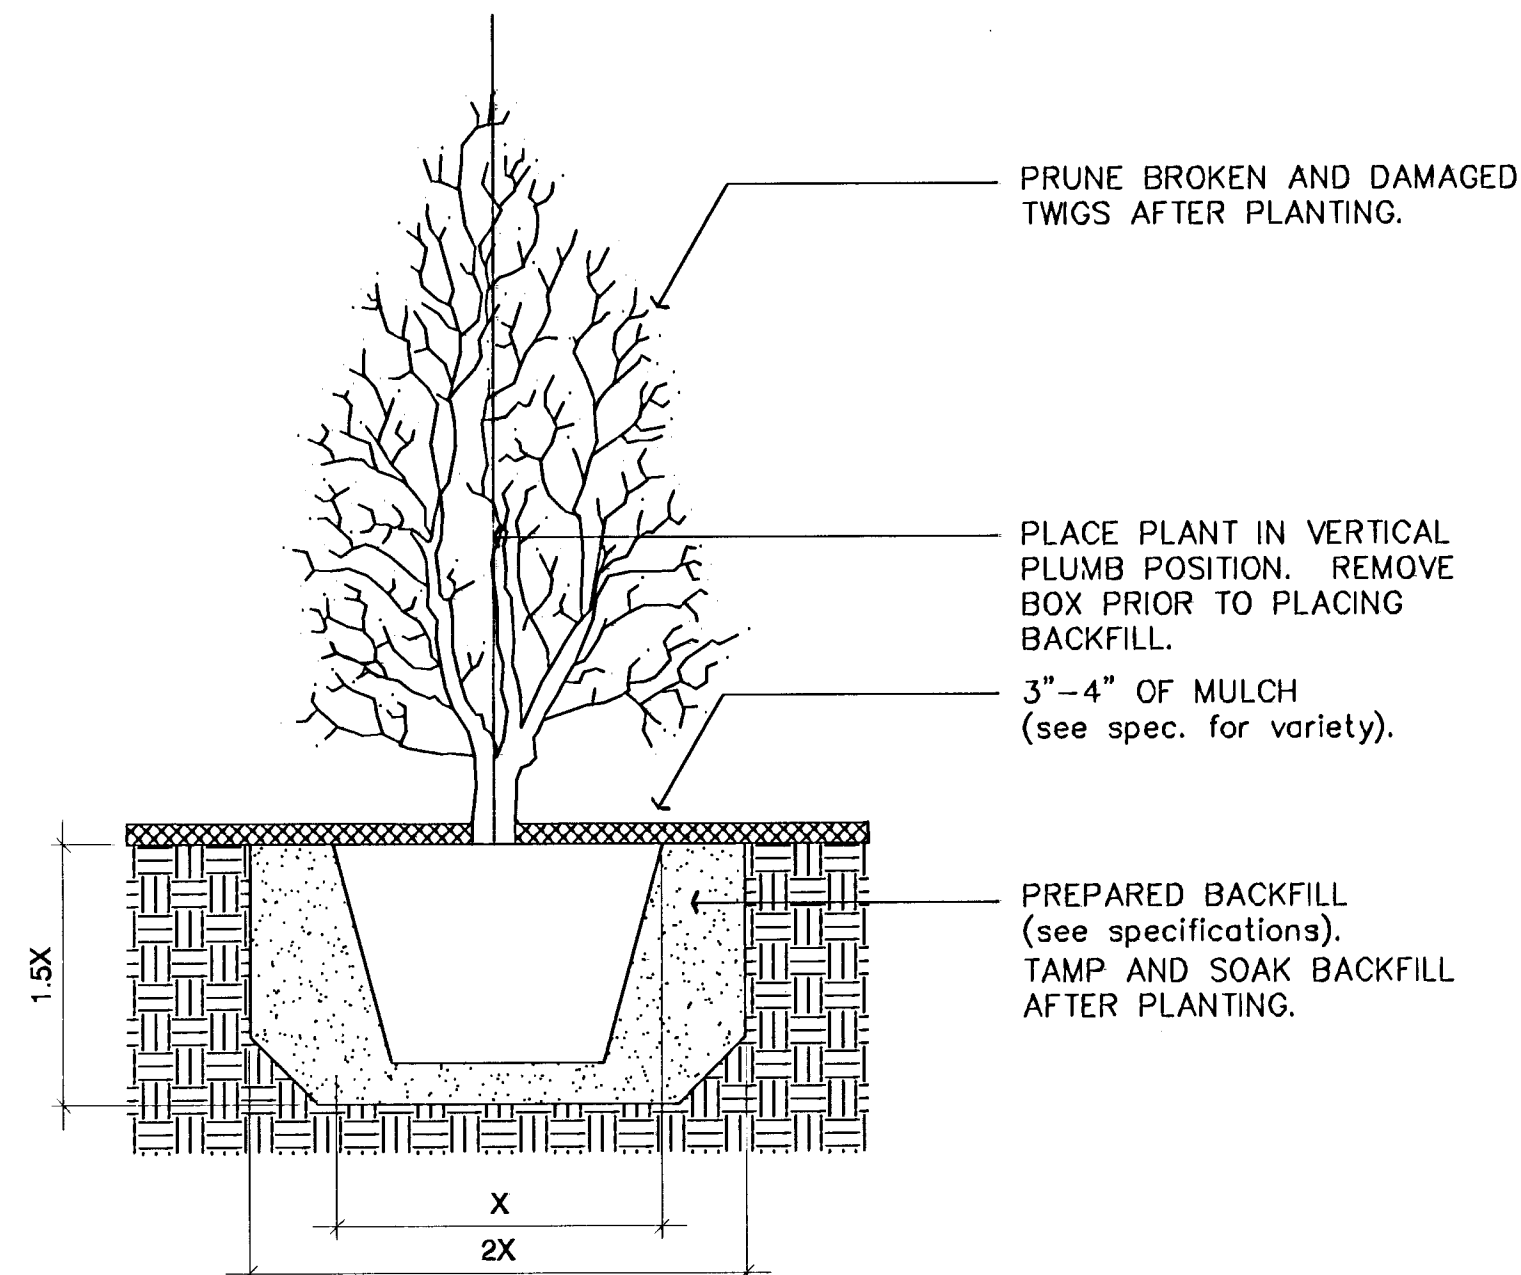 PRUNE BROKEN AND DAMAGED
TWIGS AFTER PLANTING.
PLACE PLANT IN VERTICAL
PLUMB POSITION. REMOVE
BOX PRIOR TO PLACING
BACKFILL.
3"-4" OF MULCH
(see spec. for variety).
PREPARED BACKFILL
(see specifications).
TAMP AND SOAK BACKFILL
AFTER PLANTING.
1.5X
X
2X